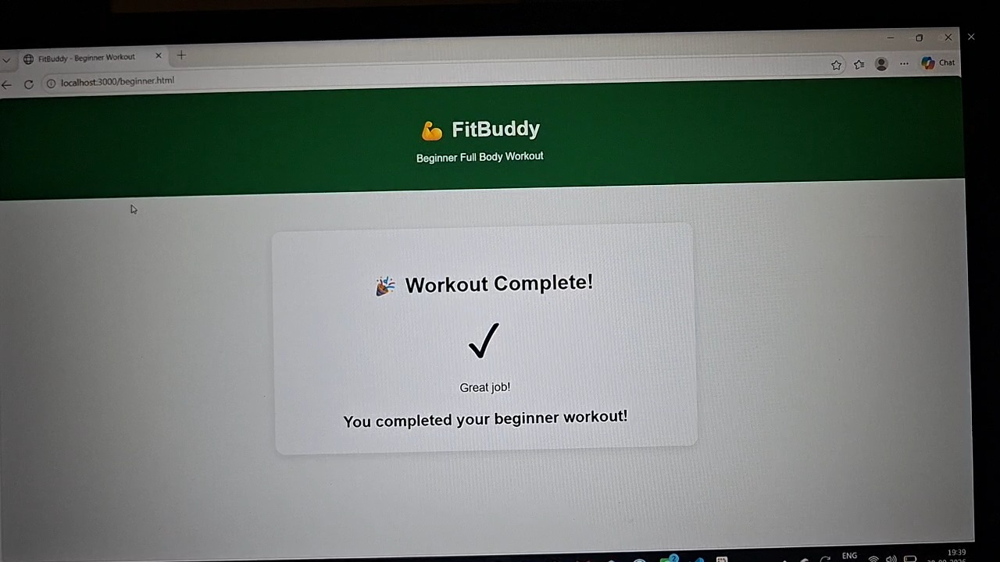 FitBuddy - Beginner Workout
localhost:3000/beginner.html
Chat
FitBuddy
Beginner Full Body Workout
Workout Complete!
Great job!
You completed your beginner workout!
ENG
19:39